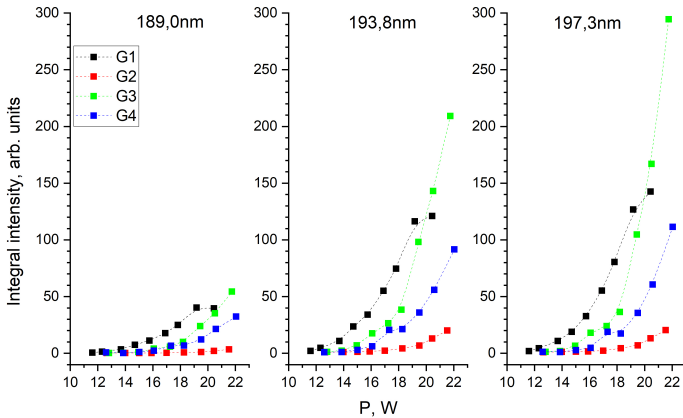 189,0nm 193,8nm 197,3nm
300 300 300
G1
G2
G3
G4
250 250 250
200 200 200
150 150 150
100 100 100
50 50 50
0 0 0
10 12 14 16 18 20 22 10 12 14 16 18 20 22 10 12 14 16 18 20 22
Integral intensity, arb. units
P, W